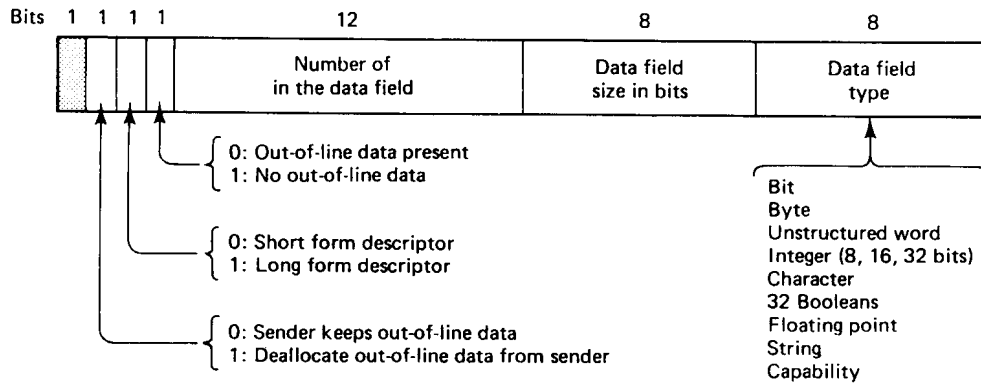 Bits 1 1 1 1 12 8 8
Number of
in the data field
Data field
size in bits
Data field
type
0: Out-of-line data present
1: No out-of-line data
0: Short form descriptor
1: Long form descriptor
0: Sender keeps out-of-line data
1: Deallocate out-of-line data from sender
Bit
Byte
Unstructured word
Integer (8, 16, 32 bits)
Character
32 Booleans
Floating point
String
Capability